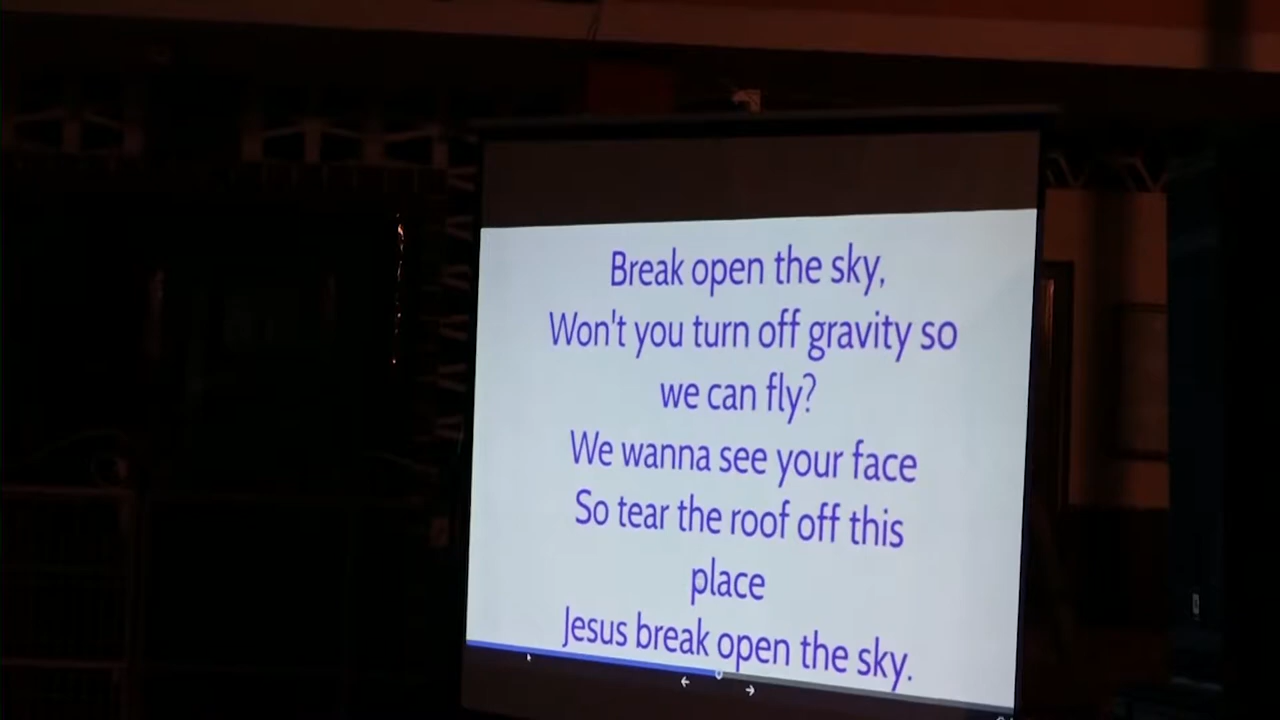 Break open the sky,
Won't you turn off gravity so
we can fly?
We wanna see your face
So tear the roof off this
place
Jesus break open the sky.